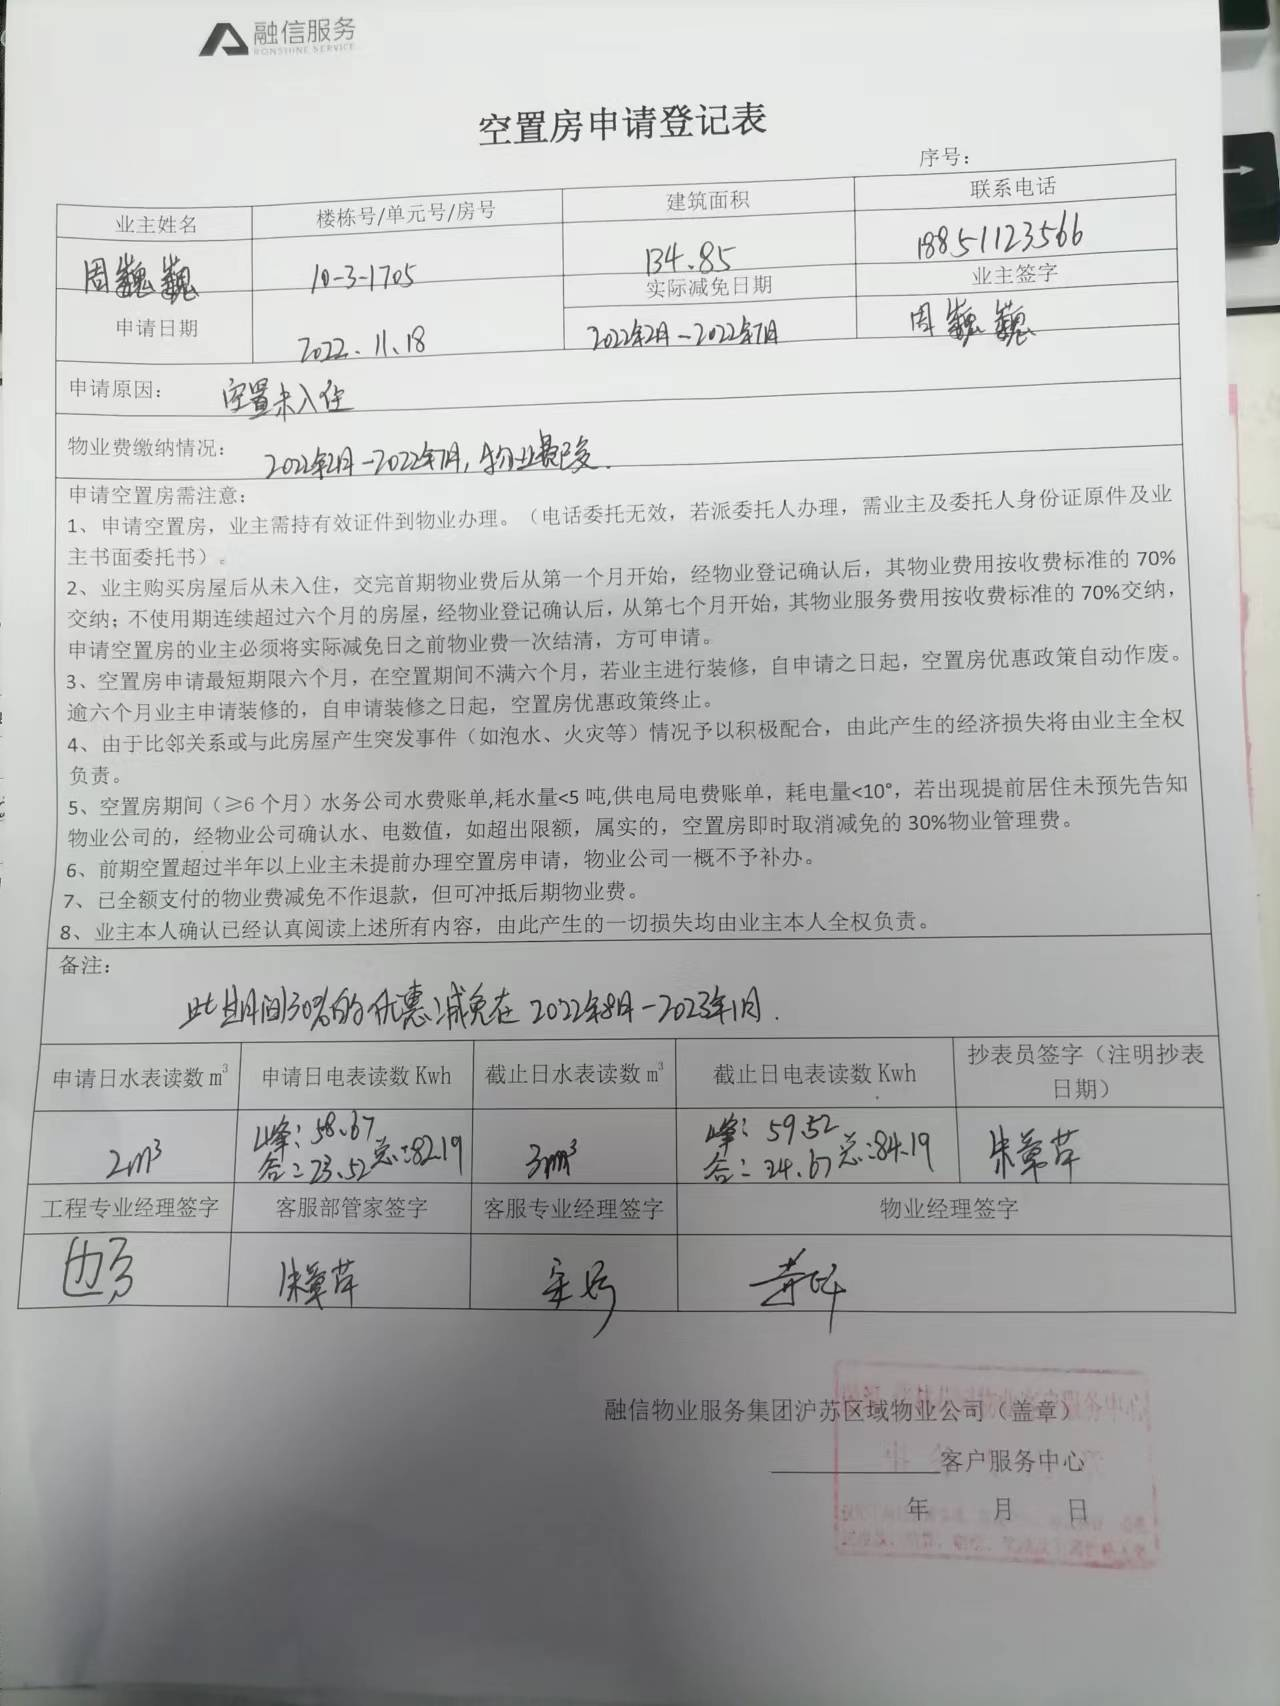 融信服务
RONSHINE SERVICE
空置房申请登记表
序号：
业主姓名 楼栋号/单元号/房号 建筑面积 联系电话
周巍巍 10-3-1705 134.85 18851123566
申请日期 2022.11.18 实际减免日期 业主签字
2022年2月-2022年7月 周巍巍
申请原因： 空置未入住
物业费缴纳情况： 2022年2月-2022年7月,物业费已交.
申请空置房需注意：
1、申请空置房，业主需持有效证件到物业办理。（电话委托无效，若派委托人办理，需业主及委托人身份证原件及业
主书面委托书）。
2、业主购买房屋后从未入住，交完首期物业费后从第一个月开始，经物业登记确认后，其物业费用按收费标准的 70%
交纳；不使用期连续超过六个月的房屋，经物业登记确认后，从第七个月开始，其物业服务费用按收费标准的 70%交纳，
申请空置房的业主必须将实际减免日之前物业费一次结清，方可申请。
3、空置房申请最短期限六个月，在空置期间不满六个月，若业主进行装修，自申请之日起，空置房优惠政策自动作废。
逾六个月业主申请装修的，自申请装修之日起，空置房优惠政策终止。
4、由于比邻关系或与此房屋产生突发事件（如泡水、火灾等）情况予以积极配合，由此产生的经济损失将由业主全权
负责。
5、空置房期间（≥6 个月）水务公司水费账单,耗水量<5 吨,供电局电费账单，耗电量<10°，若出现提前居住未预先告知
物业公司的，经物业公司确认水、电数值，如超出限额，属实的，空置房即时取消减免的 30%物业管理费。
6、前期空置超过半年以上业主未提前办理空置房申请，物业公司一概不予补办。
7、已全额支付的物业费减免不作退款，但可冲抵后期物业费。
8、业主本人确认已经认真阅读上述所有内容，由此产生的一切损失均由业主本人全权负责。
备注：
此期间30%的优惠减免在2022年8月-2023年1月.
申请日水表读数 m³ 申请日电表读数 Kwh 截止日水表读数 m³ 截止日电表读数 Kwh 抄表员签字（注明抄表
日期）
2m³ 峰：58.67 3m³ 峰：59.52
谷：23.52 总：82.19 谷：24.67 总：84.19
工程专业经理签字 客服部管家签字 客服专业经理签字 物业经理签字
融信物业服务集团沪苏区域物业公司（盖章）
客户服务中心
年 月 日